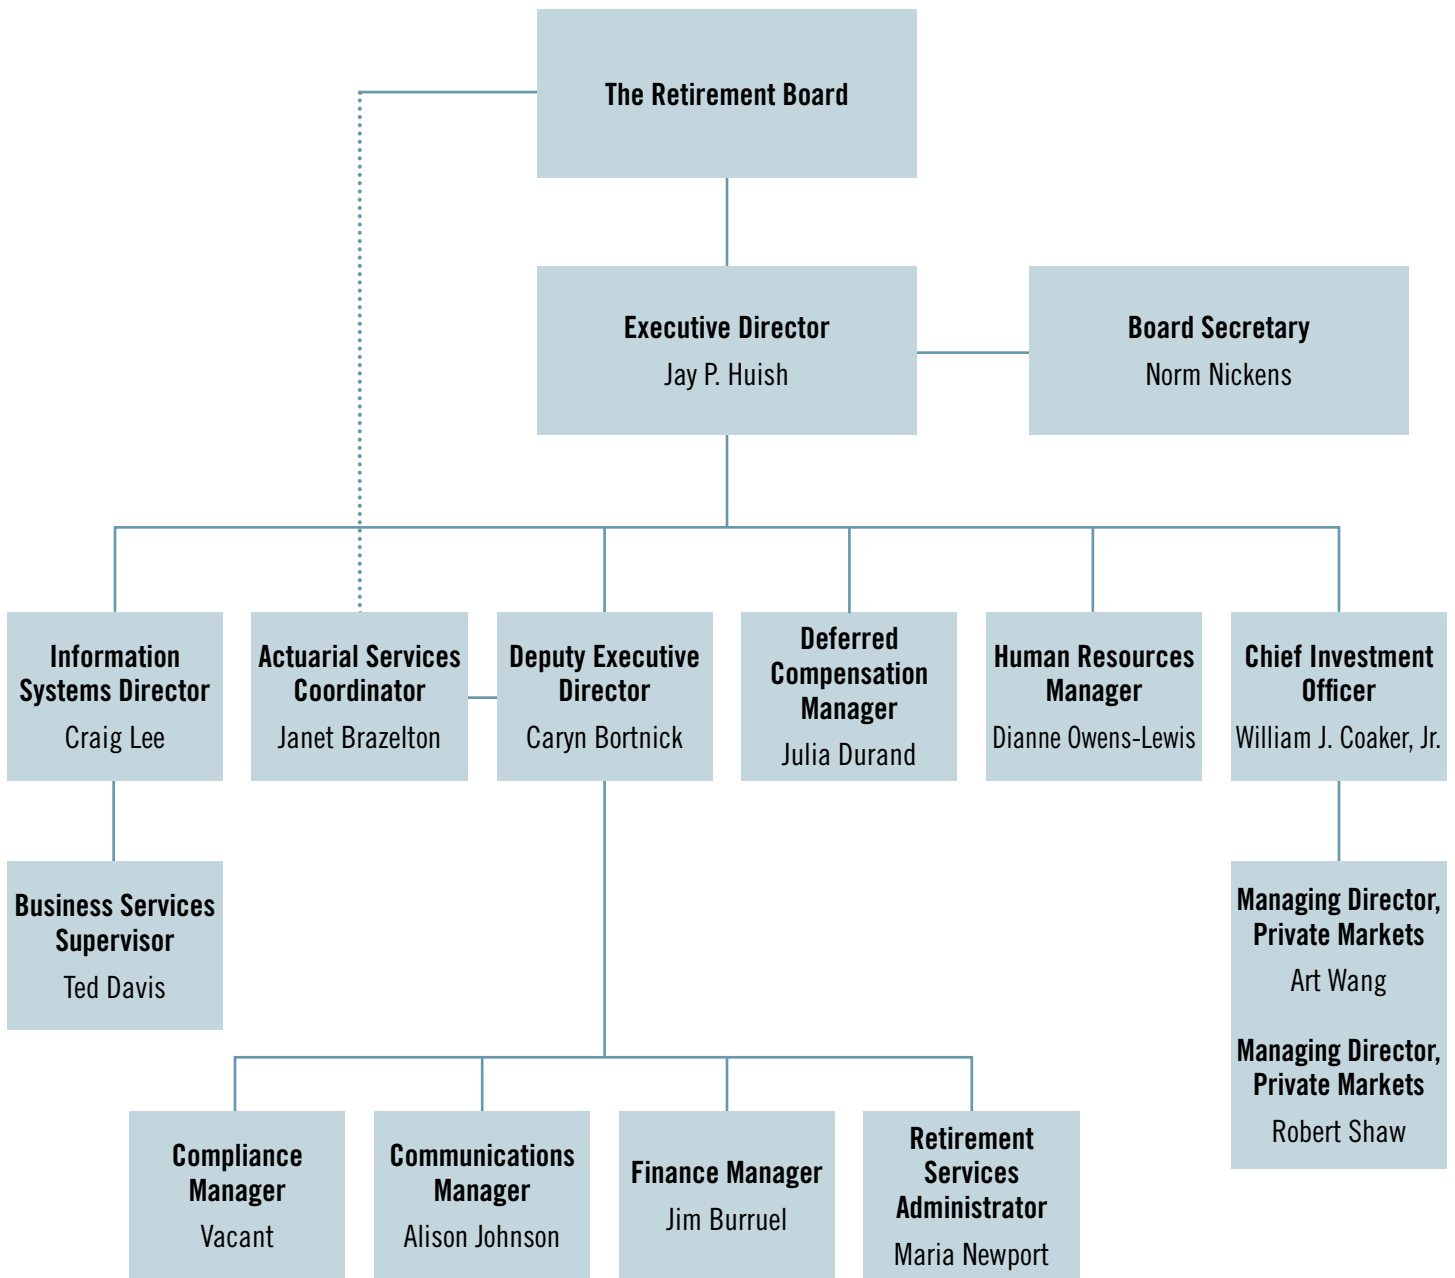 The Retirement Board
Executive Director
Jay P. Huish
Board Secretary
Norm Nickens
Information
Systems Director
Craig Lee
Actuarial Services
Coordinator
Janet Brazelton
Deputy Executive
Director
Caryn Bortnick
Deferred
Compensation
Manager
Julia Durand
Human Resources
Manager
Dianne Owens-Lewis
Chief Investment
Officer
William J. Coaker, Jr.
Business Services
Supervisor
Ted Davis
Managing Director,
Private Markets
Art Wang
Managing Director,
Private Markets
Robert Shaw
Compliance
Manager
Vacant
Communications
Manager
Alison Johnson
Finance Manager
Jim Burruel
Retirement
Services
Administrator
Maria Newport